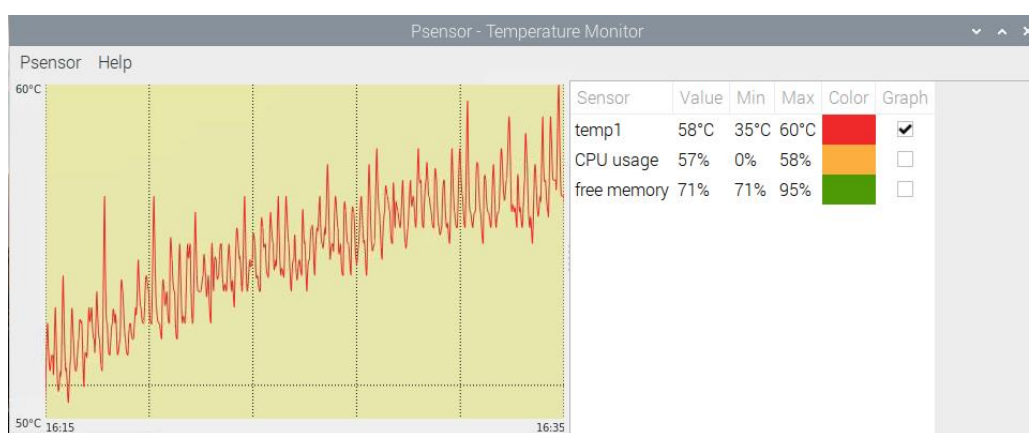 Psensor - Temperature Monitor
Psensor Help
60°C
50°C
16:15 16:35
Sensor Value Min Max Color Graph
temp1 58°C 35°C 60°C
CPU usage 57% 0% 58%
free memory 71% 71% 95%